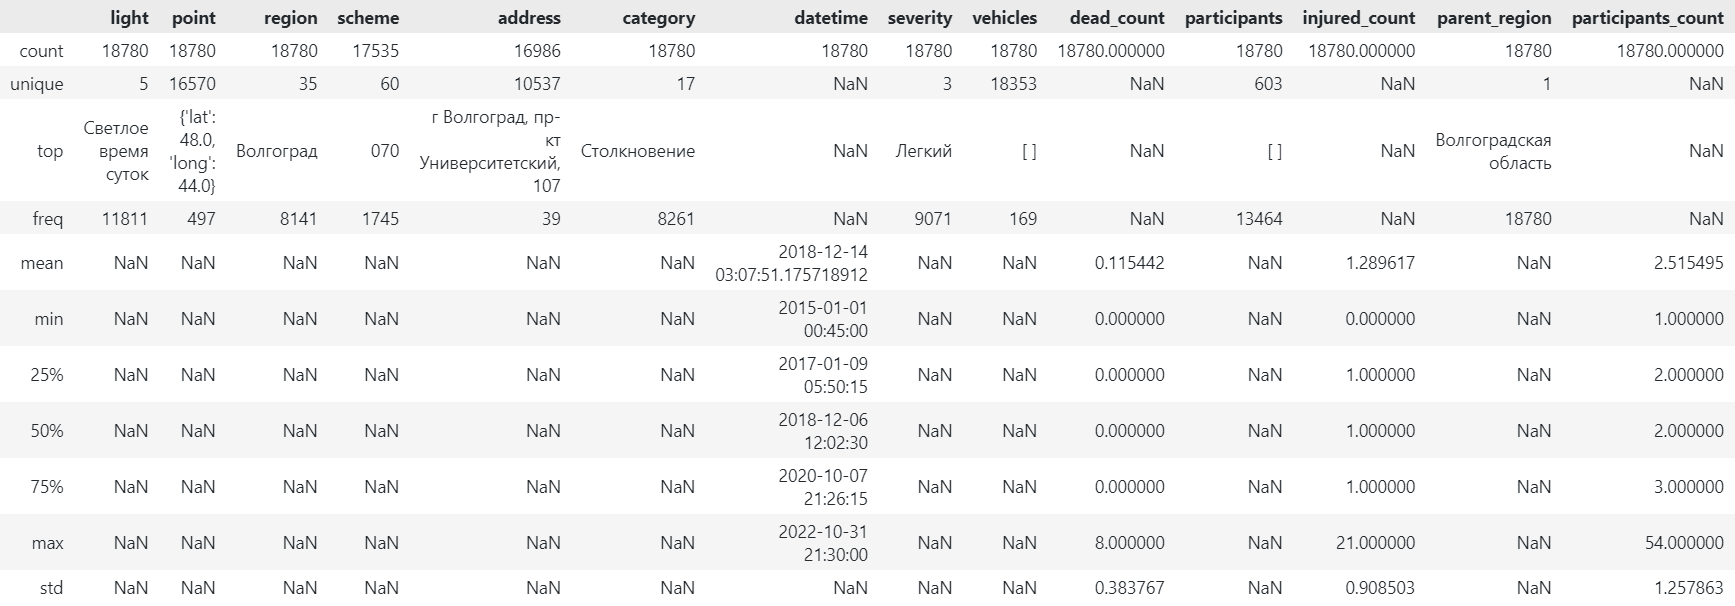 light point region scheme address category datetime severity vehicles dead_count participants injured_count parent_region participants_count
count 18780 18780 18780 17535 16986 18780 18780 18780 18780 18780.000000 18780 18780.000000 18780 18780.000000
unique 5 16570 35 60 10537 17 NaN 3 18353 NaN 603 NaN 1 NaN
top Светлое время суток {'lat': 48.0, 'long': 44.0} Волгоград 070 г Волгоград, пр-кт Университетский, 107 Столкновение NaN Легкий [ ] NaN [ ] NaN Волгоградская область NaN
freq 11811 497 8141 1745 39 8261 NaN 9071 169 NaN 13464 NaN 18780 NaN
mean NaN NaN NaN NaN NaN NaN 2018-12-14 03:07:51.175718912 NaN NaN 0.115442 NaN 1.289617 NaN 2.515495
min NaN NaN NaN NaN NaN NaN 2015-01-01 00:45:00 NaN NaN 0.000000 NaN 0.000000 NaN 1.000000
25% NaN NaN NaN NaN NaN NaN 2017-01-09 05:50:15 NaN NaN 0.000000 NaN 1.000000 NaN 2.000000
50% NaN NaN NaN NaN NaN NaN 2018-12-06 12:02:30 NaN NaN 0.000000 NaN 1.000000 NaN 2.000000
75% NaN NaN NaN NaN NaN NaN 2020-10-07 21:26:15 NaN NaN 0.000000 NaN 1.000000 NaN 3.000000
max NaN NaN NaN NaN NaN NaN 2022-10-31 21:30:00 NaN NaN 8.000000 NaN 21.000000 NaN 54.000000
std NaN NaN NaN NaN NaN NaN NaN NaN NaN 0.383767 NaN 0.908503 NaN 1.257863